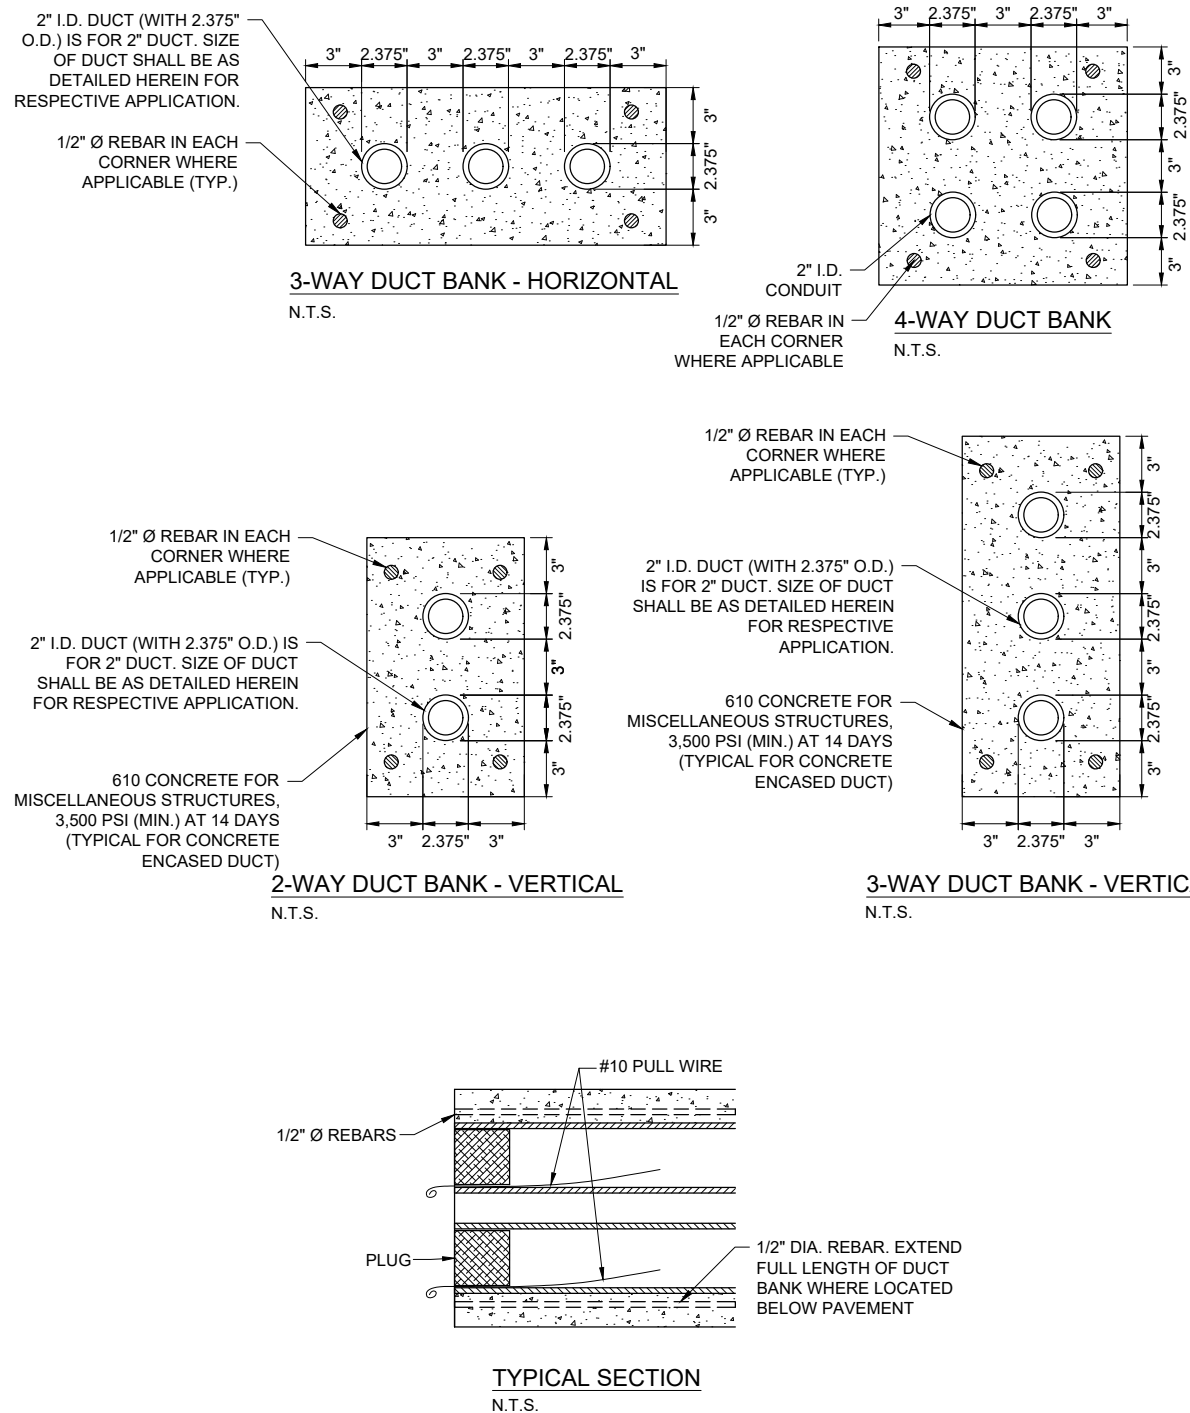 2" I.D. DUCT (WITH 2.375"
O.D.) IS FOR 2" DUCT. SIZE
OF DUCT SHALL BE AS
DETAILED HEREIN FOR
RESPECTIVE APPLICATION.
1/2" Ø REBAR IN EACH
CORNER WHERE
APPLICABLE (TYP.)
3" 2.375" 3" 2.375" 3" 2.375" 3"
3"
2.375"
3"
3-WAY DUCT BANK - HORIZONTAL
N.T.S.
3" 2.375" 3" 2.375" 3"
3"
2.375"
3"
2.375"
3"
2" I.D.
CONDUIT
1/2" Ø REBAR IN
EACH CORNER
WHERE APPLICABLE
4-WAY DUCT BANK
N.T.S.
1/2" Ø REBAR IN EACH
CORNER WHERE
APPLICABLE (TYP.)
2" I.D. DUCT (WITH 2.375" O.D.) IS
FOR 2" DUCT. SIZE OF DUCT
SHALL BE AS DETAILED HEREIN
FOR RESPECTIVE APPLICATION.
610 CONCRETE FOR
MISCELLANEOUS STRUCTURES,
3,500 PSI (MIN.) AT 14 DAYS
(TYPICAL FOR CONCRETE
ENCASED DUCT)
3"
2.375"
3"
2.375"
3"
3" 2.375" 3"
2-WAY DUCT BANK - VERTICAL
N.T.S.
1/2" Ø REBAR IN EACH
CORNER WHERE
APPLICABLE (TYP.)
2" I.D. DUCT (WITH 2.375" O.D.)
IS FOR 2" DUCT. SIZE OF DUCT
SHALL BE AS DETAILED HEREIN
FOR RESPECTIVE
APPLICATION.
610 CONCRETE FOR
MISCELLANEOUS STRUCTURES,
3,500 PSI (MIN.) AT 14 DAYS
(TYPICAL FOR CONCRETE
ENCASED DUCT)
3"
2.375"
3"
2.375"
3"
2.375"
3"
3" 2.375" 3"
3-WAY DUCT BANK - VERTIC
N.T.S.
#10 PULL WIRE
1/2" Ø REBARS
PLUG
1/2" DIA. REBAR. EXTEND
FULL LENGTH OF DUCT
BANK WHERE LOCATED
BELOW PAVEMENT
TYPICAL SECTION
N.T.S.